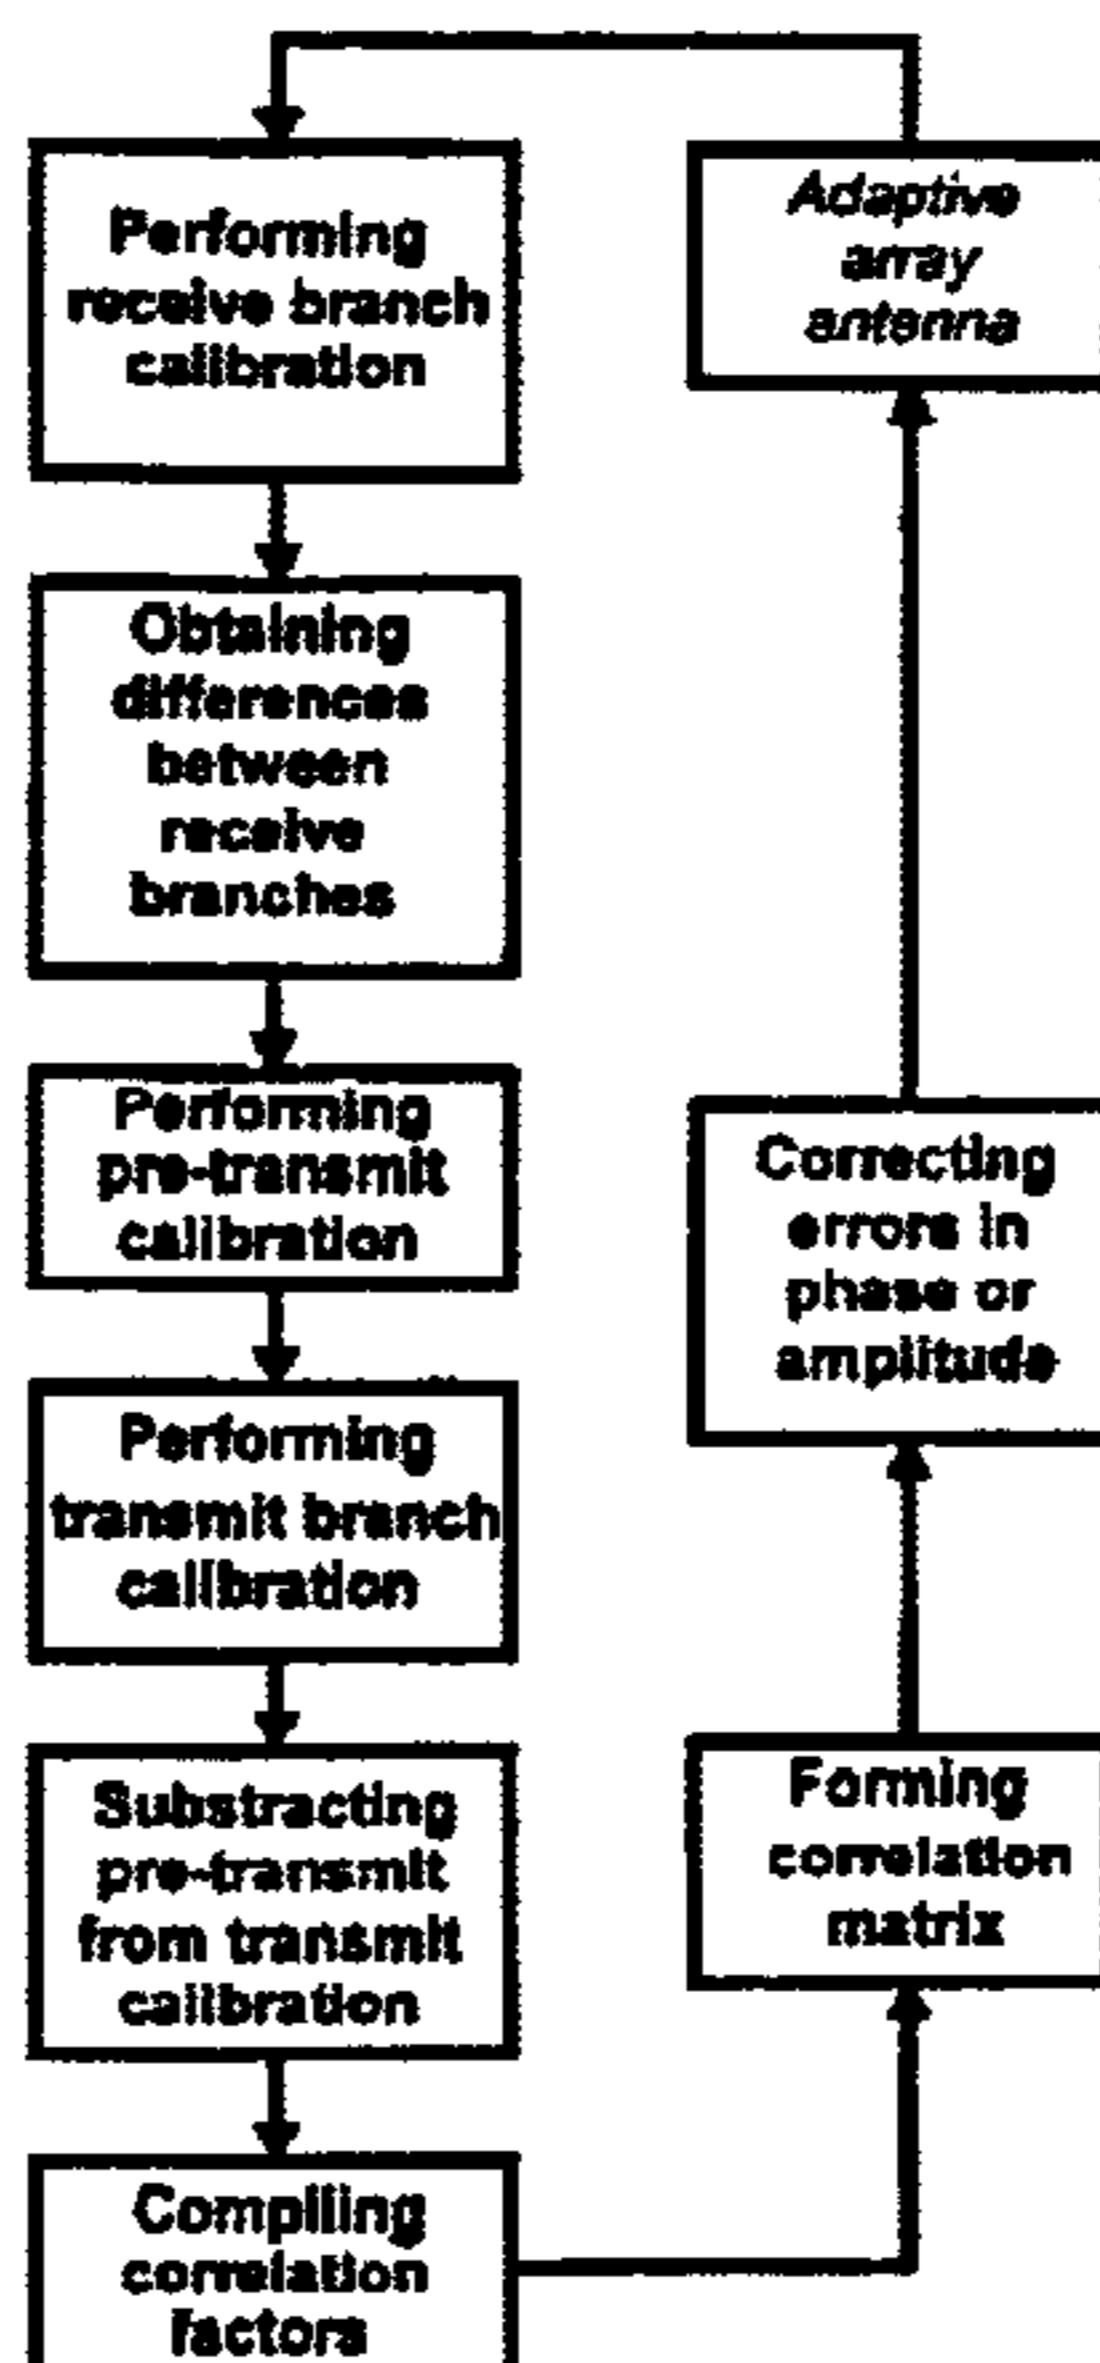 Performing
receive branch
calibration
Obtaining
differences
between
receive
branches
Performing
pre-transmit
calibration
Performing
transmit branch
calibration
Substracting
pre-transmit
from transmit
calibration
Compiling
correlation
factors
Forming
correlation
matrix
Correcting
errors in
phase or
amplitude
Adaptive
array
antenna